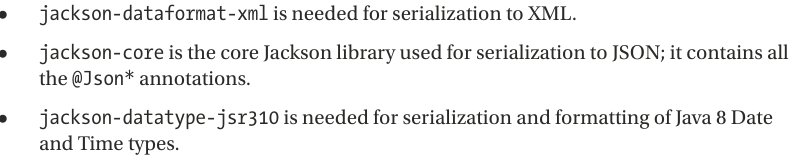 • jackson-dataformat-xml is needed for serialization to XML.
• jackson-core is the core Jackson library used for serialization to JSON; it contains all
the @Json* annotations.
• jackson-datatype-jsr310 is needed for serialization and formatting of Java 8 Date
and Time types.